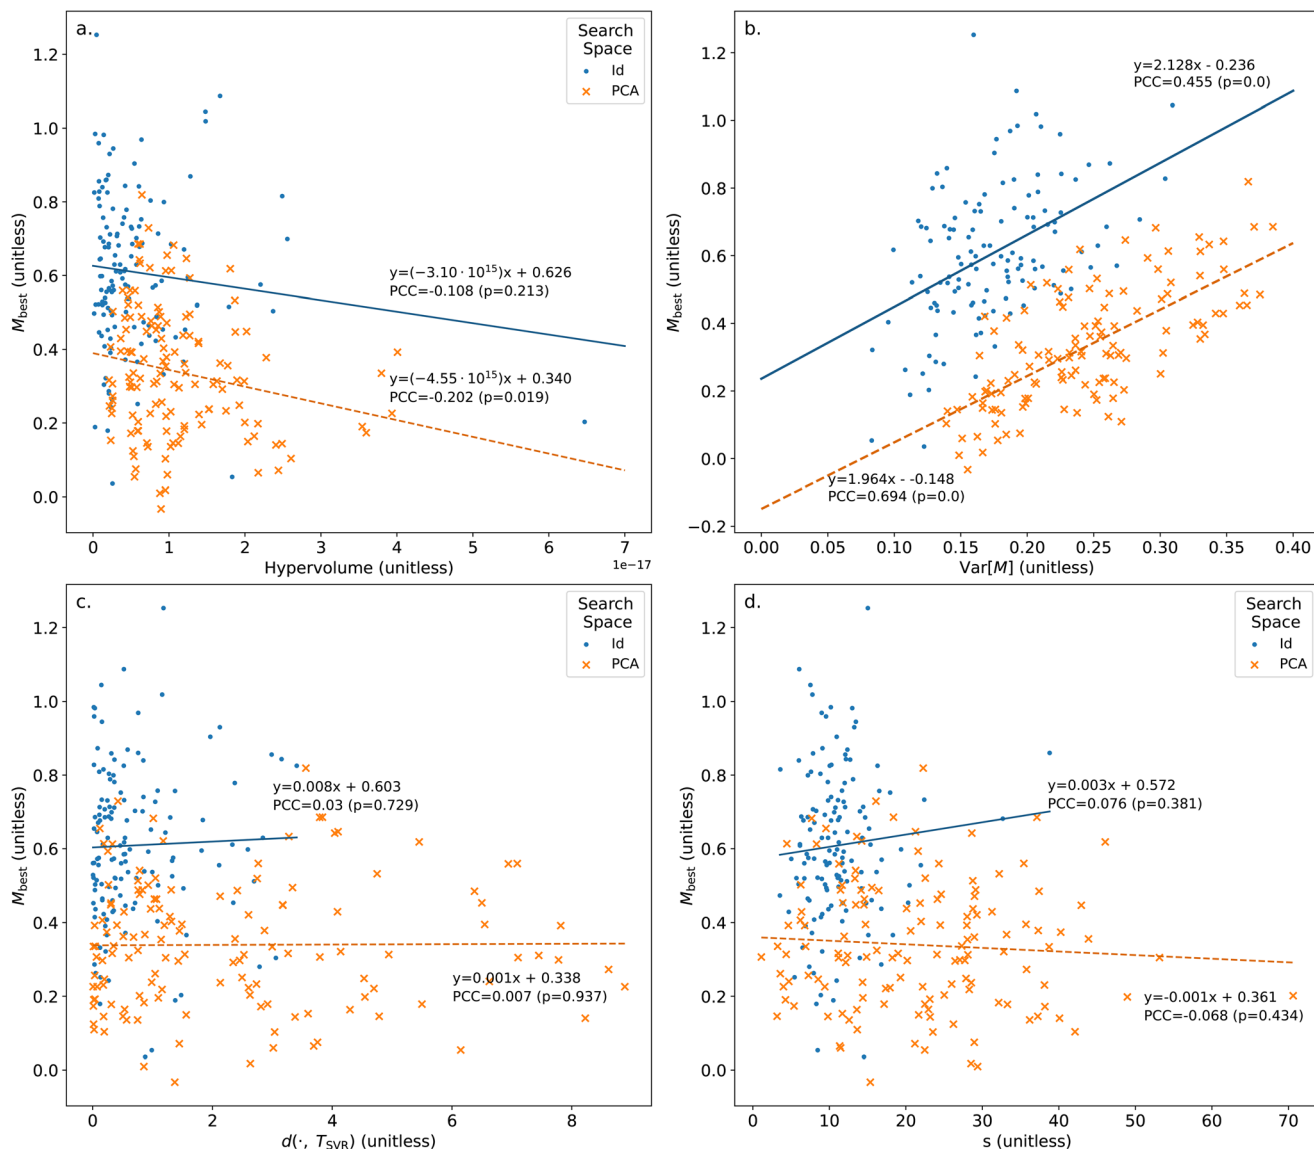 a.
Search
Space
Id
PCA
1.2
1.0
0.8
0.6
0.4
0.2
0.0
M_best (unitless)
y=(−3.10 · 10^15)x + 0.626
PCC=-0.108 (p=0.213)
y=(−4.55 · 10^15)x + 0.340
PCC=-0.202 (p=0.019)
0 1 2 3 4 5 6 7
1e−17
Hypervolume (unitless)
b.
1.2
1.0
0.8
0.6
0.4
0.2
0.0
−0.2
M_best (unitless)
y=2.128x - 0.236
PCC=0.455 (p=0.0)
y=1.964x - -0.148
PCC=0.694 (p=0.0)
0.00 0.05 0.10 0.15 0.20 0.25 0.30 0.35 0.40
Var[M] (unitless)
c.
Search
Space
Id
PCA
1.2
1.0
0.8
0.6
0.4
0.2
0.0
M_best (unitless)
y=0.008x + 0.603
PCC=0.03 (p=0.729)
y=0.001x + 0.338
PCC=0.007 (p=0.937)
0 2 4 6 8
d(·, T_SVR) (unitless)
d.
Search
Space
Id
PCA
1.2
1.0
0.8
0.6
0.4
0.2
0.0
M_best (unitless)
y=0.003x + 0.572
PCC=0.076 (p=0.381)
y=-0.001x + 0.361
PCC=-0.068 (p=0.434)
0 10 20 30 40 50 60 70
s (unitless)